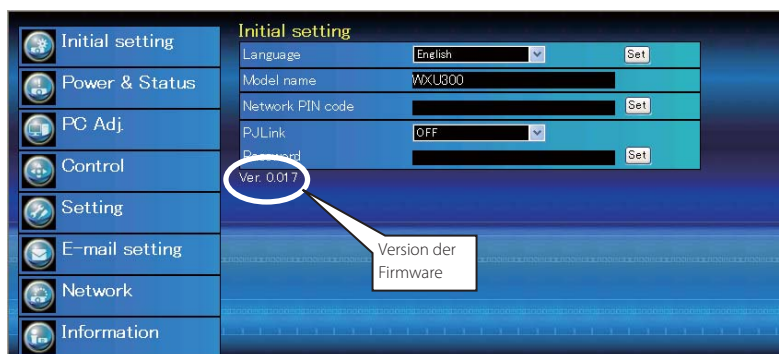 Initial setting
Power & Status
PC Adj.
Control
Setting
E-mail setting
Network
Information
Initial setting
Language English Set
Model name WXU300
Network PIN code Set
PJLink OFF
Password Set
Ver. 0.017
Version der
Firmware